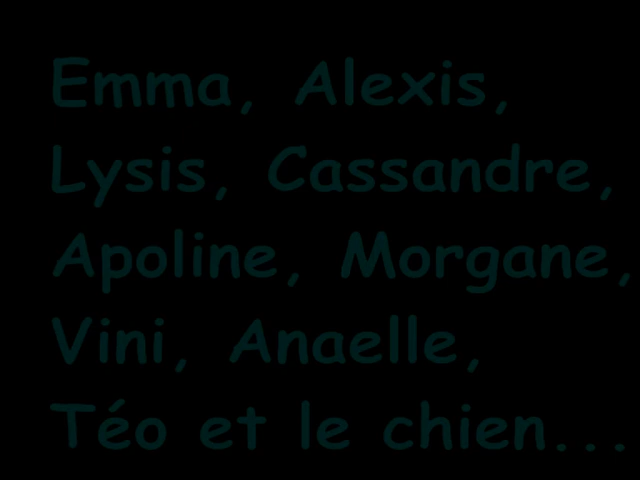 Emma, Alexis,
Lysis, Cassandre,
Apoline, Morgane,
Vini, Anaelle,
Téo et le chien...